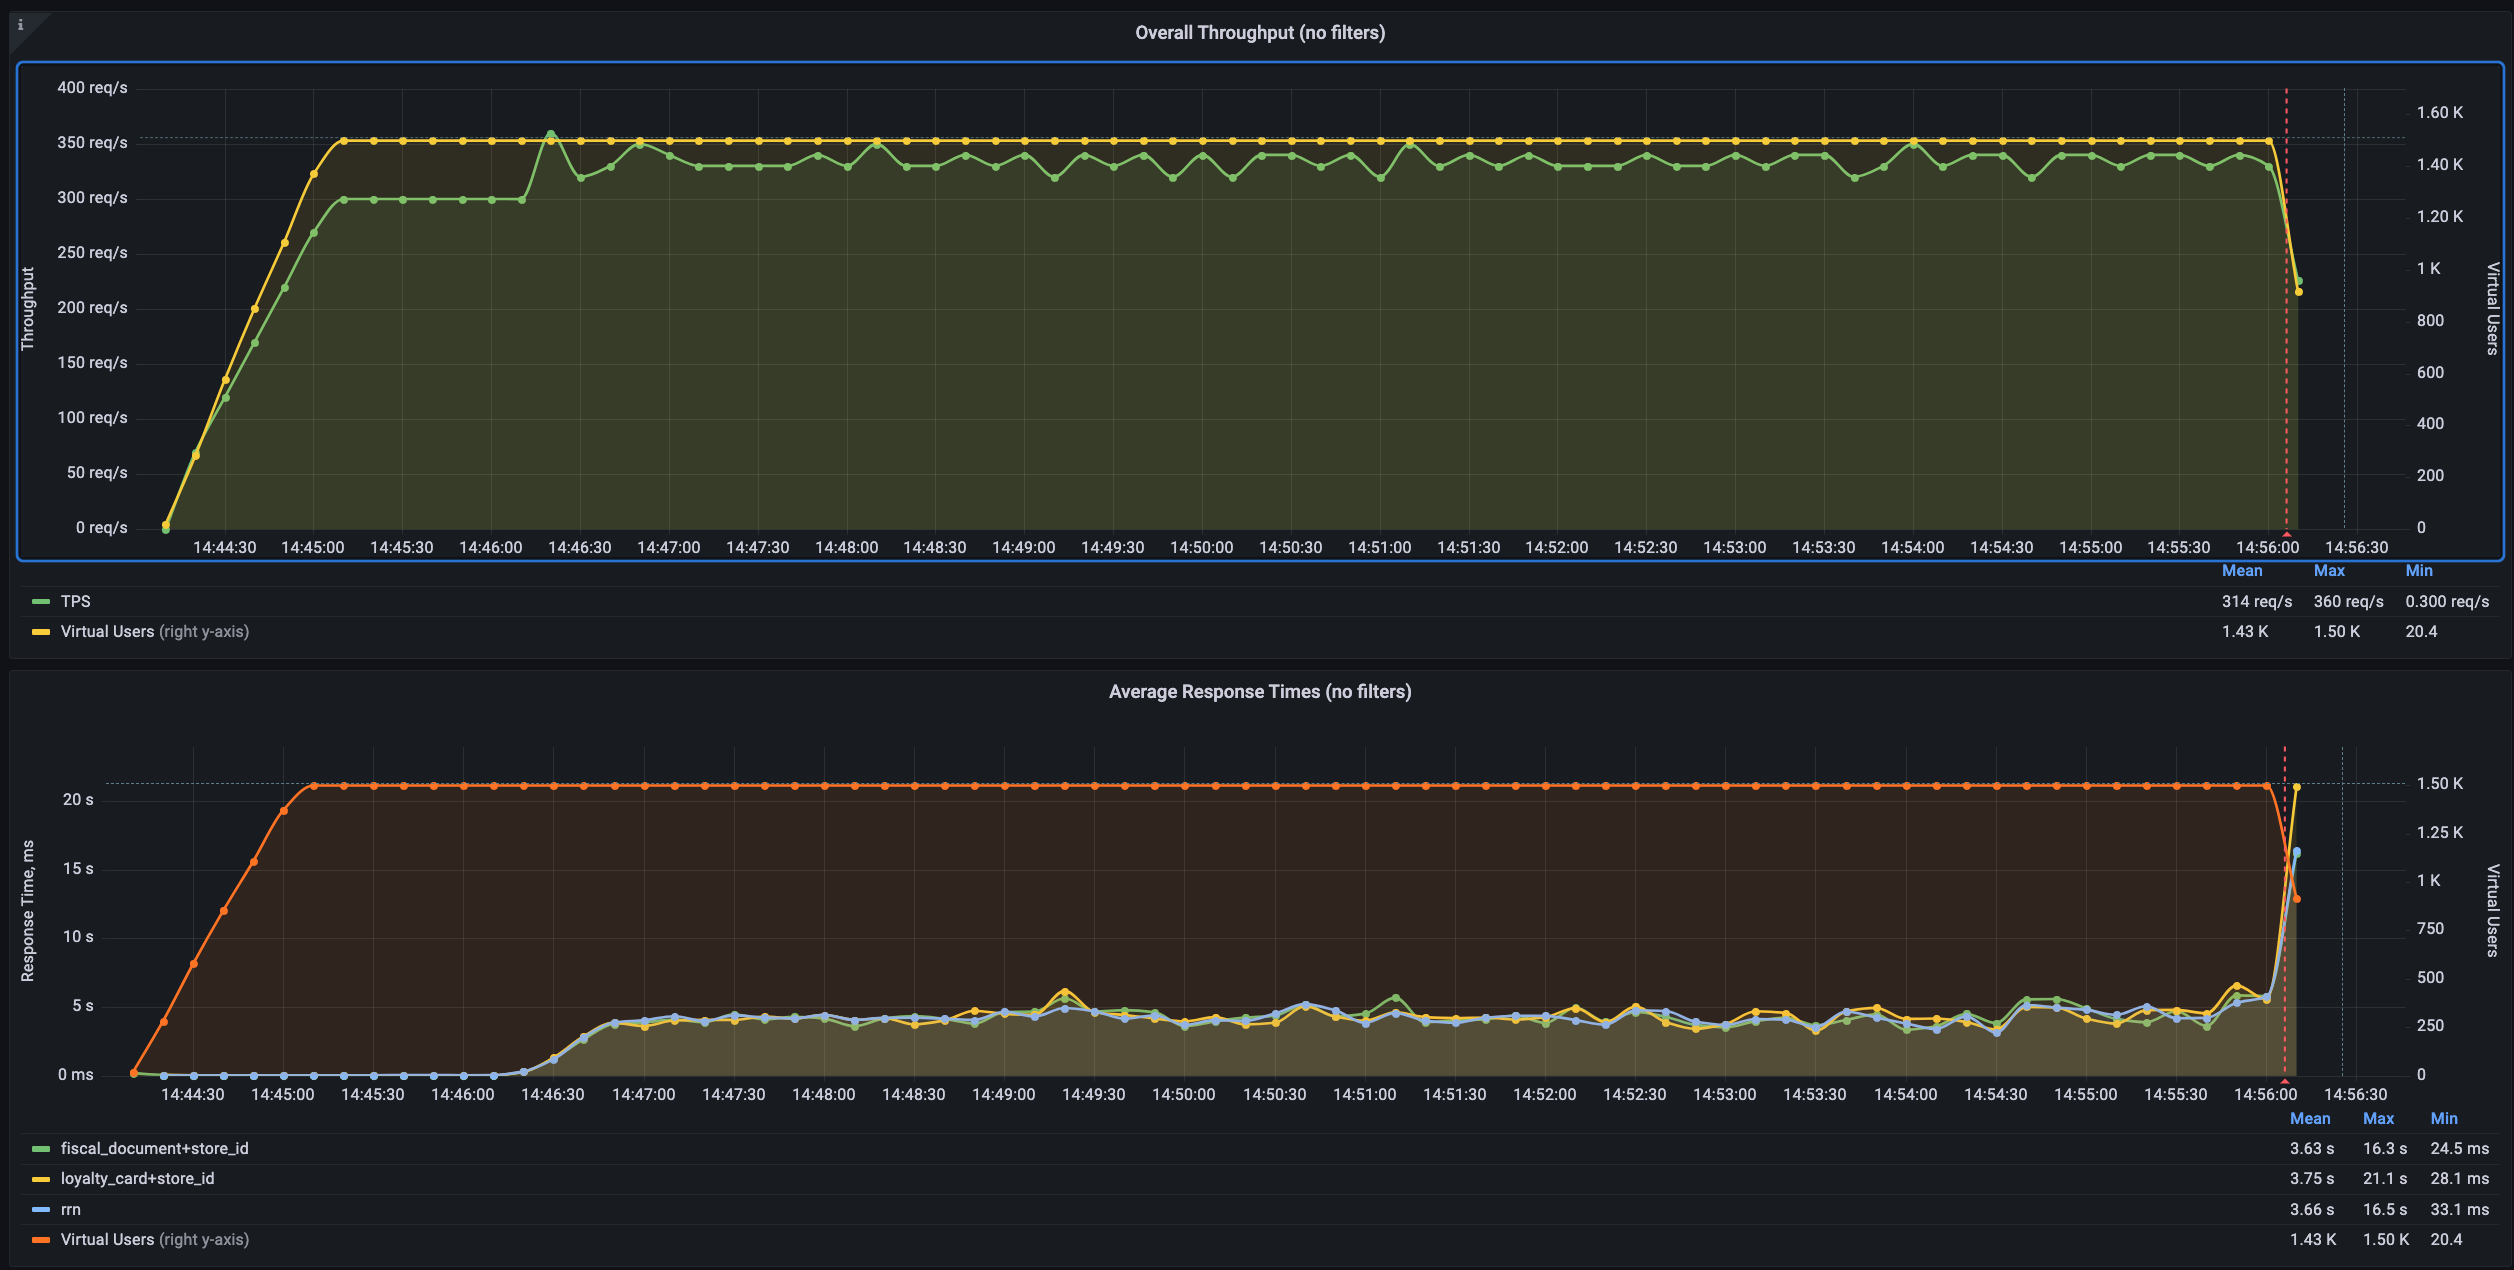 i
Overall Throughput (no filters)
Throughput
400 req/s
350 req/s
300 req/s
250 req/s
200 req/s
150 req/s
100 req/s
50 req/s
0 req/s
1.60 K
1.40 K
1.20 K
1 K
800
600
400
200
0
Virtual Users
14:44:30 14:45:00 14:45:30 14:46:00 14:46:30 14:47:00 14:47:30 14:48:00 14:48:30 14:49:00 14:49:30 14:50:00 14:50:30 14:51:00 14:51:30 14:52:00 14:52:30 14:53:00 14:53:30 14:54:00 14:54:30 14:55:00 14:55:30 14:56:00 14:56:30
Mean Max Min
TPS 314 req/s 360 req/s 0.300 req/s
Virtual Users (right y-axis) 1.43 K 1.50 K 20.4
Average Response Times (no filters)
Response Time, ms
20 s
15 s
10 s
5 s
0 ms
1.50 K
1.25 K
1 K
750
500
250
0
Virtual Users
14:44:30 14:45:00 14:45:30 14:46:00 14:46:30 14:47:00 14:47:30 14:48:00 14:48:30 14:49:00 14:49:30 14:50:00 14:50:30 14:51:00 14:51:30 14:52:00 14:52:30 14:53:00 14:53:30 14:54:00 14:54:30 14:55:00 14:55:30 14:56:00 14:56:30
Mean Max Min
fiscal_document+store_id 3.63 s 16.3 s 24.5 ms
loyalty_card+store_id 3.75 s 21.1 s 28.1 ms
rrn 3.66 s 16.5 s 33.1 ms
Virtual Users (right y-axis) 1.43 K 1.50 K 20.4